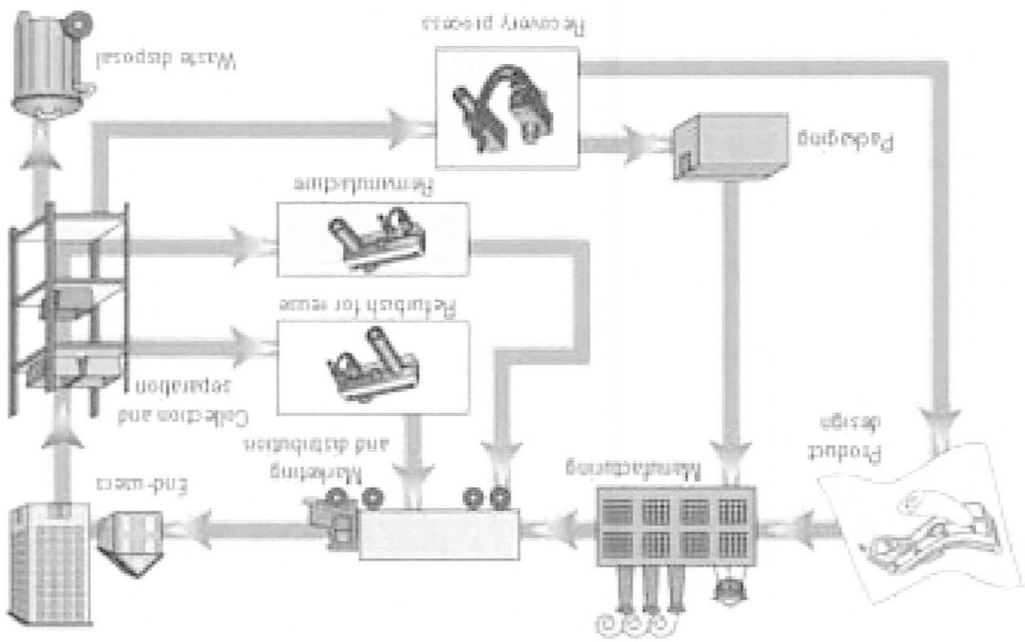 Product
design
Manufacturing
Marketing
and distribution
End-users
Collection and
separation
Refurbish for reuse
Remanufacture
Packaging
Recovery process
Waste disposal